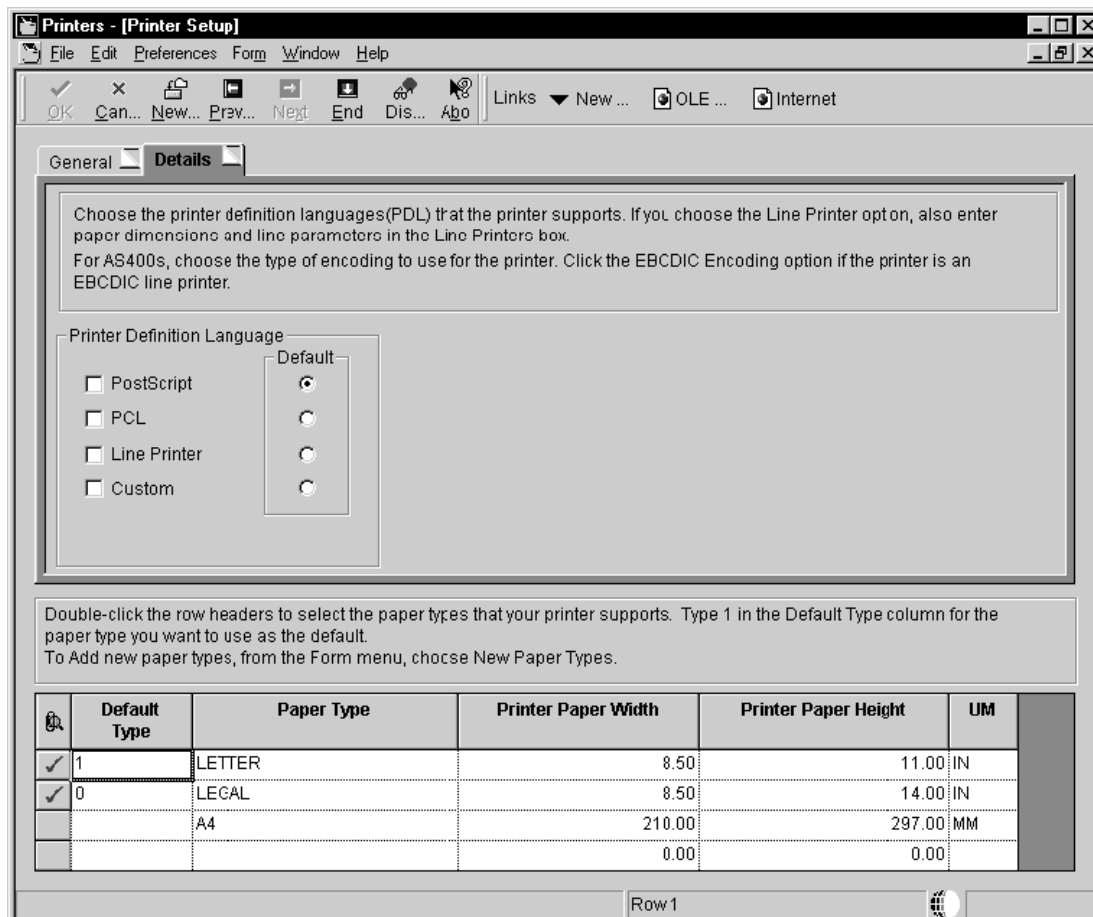 Printers - [Printer Setup]
File Edit Preferences Form Window Help
OK Can... New... Prev... Next End Dis... Abo Links New ... OLE ... Internet
General Details
Choose the printer definition languages(PDL) that the printer supports. If you choose the Line Printer option, also enter
paper dimensions and line parameters in the Line Printers box.
For AS400s, choose the type of encoding to use for the printer. Click the EBCDIC Encoding option if the printer is an
EBCDIC line printer.
Printer Definition Language
Default
PostScript
PCL
Line Printer
Custom
Double-click the row headers to select the paper types that your printer supports. Type 1 in the Default Type column for the
paper type you want to use as the default.
To Add new paper types, from the Form menu, choose New Paper Types.
Default Type Paper Type Printer Paper Width Printer Paper Height UM
1 LETTER 8.50 11.00 IN
0 LEGAL 8.50 14.00 IN
A4 210.00 297.00 MM
0.00 0.00
Row1